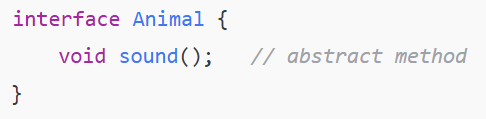 interface Animal {
    void sound();   // abstract method
}